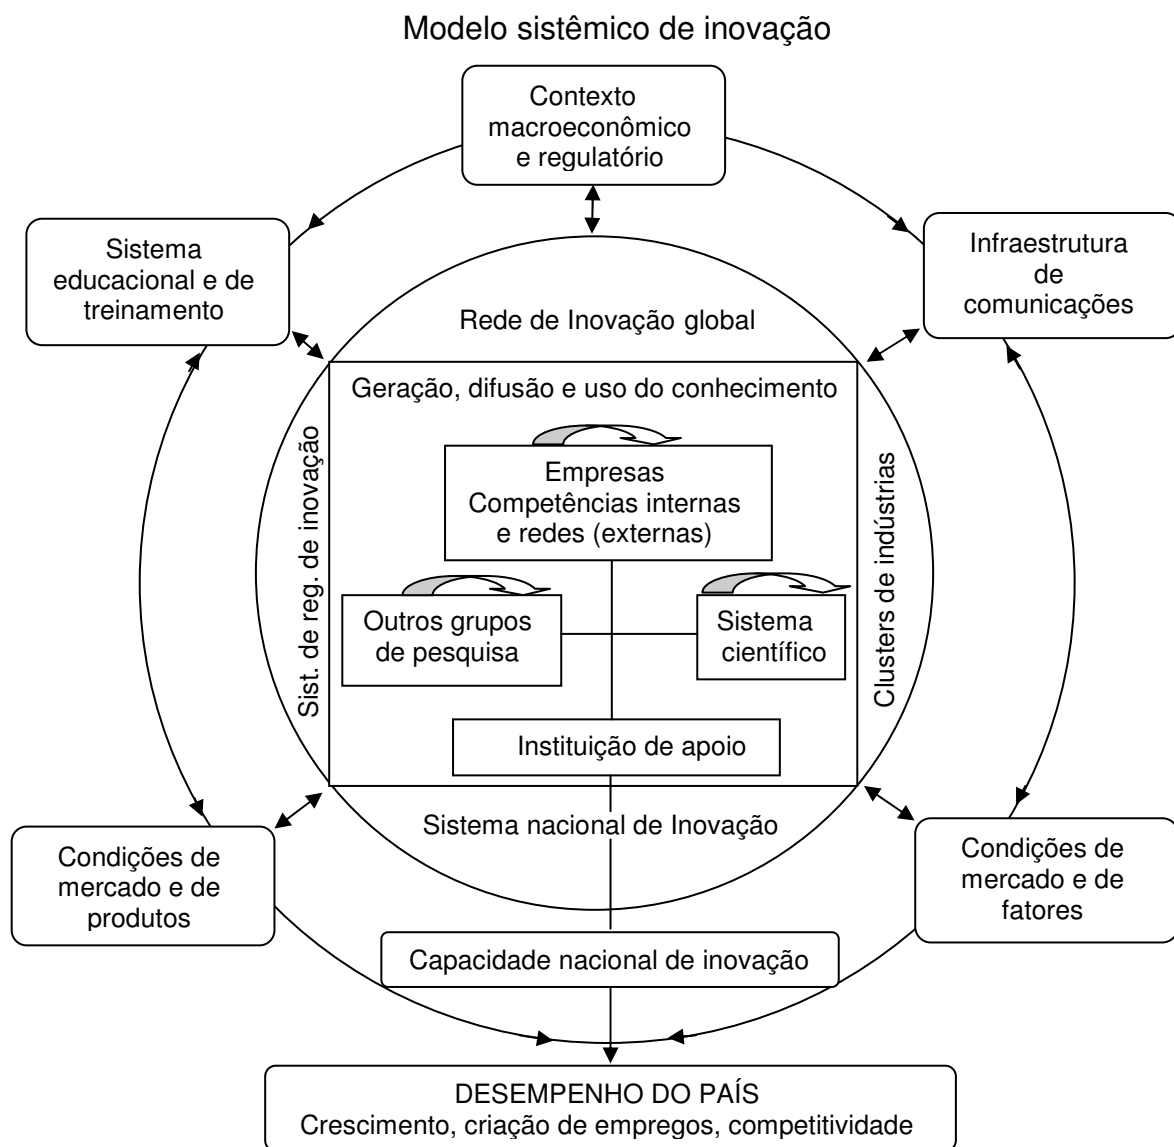 Modelo sistêmico de inovação
Contexto
macroeconômico
e regulatório
Sistema
educacional e de
treinamento
Infraestrutura
de
comunicações
Rede de Inovação global
Geração, difusão e uso do conhecimento
Sist. de reg. de inovação
Empresas
Competências internas
e redes (externas)
Clusters de indústrias
Outros grupos
de pesquisa
Sistema
científico
Instituição de apoio
Sistema nacional de Inovação
Condições de
mercado e de
produtos
Condições de
mercado e de
fatores
Capacidade nacional de inovação
DESEMPENHO DO PAÍS
Crescimento, criação de empregos, competitividade